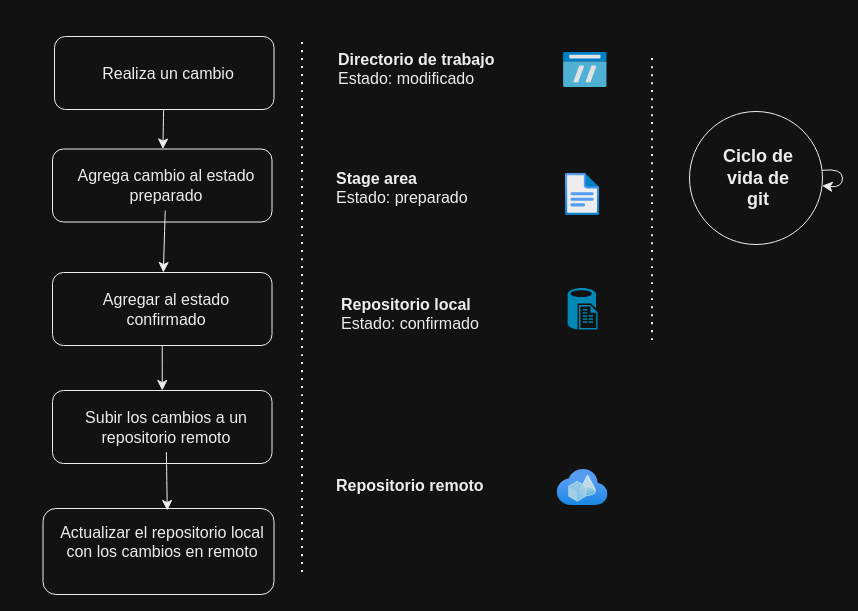 Realiza un cambio
Agrega cambio al estado
preparado
Agregar al estado
confirmado
Subir los cambios a un
repositorio remoto
Actualizar el repositorio local
con los cambios en remoto
Directorio de trabajo
Estado: modificado
Stage area
Estado: preparado
Repositorio local
Estado: confirmado
Repositorio remoto
Ciclo de
vida de
git